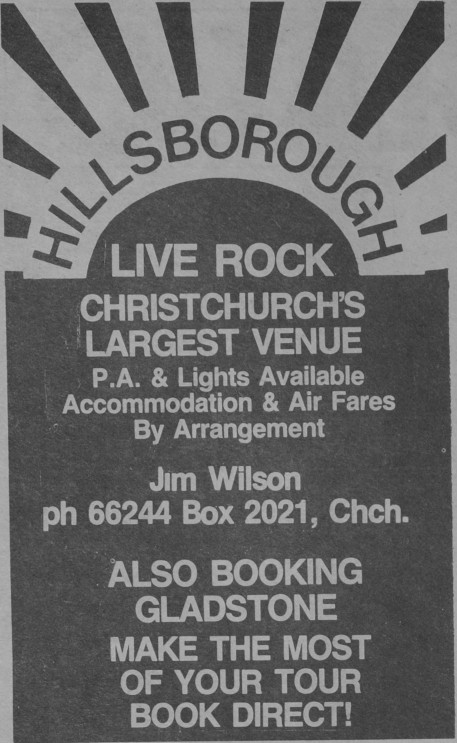 HILLSBOROUGH
LIVE ROCK
CHRISTCHURCH'S
LARGEST VENUE
P.A. & Lights Available
Accommodation & Air Fares
By Arrangement
Jim Wilson
ph 66244 Box 2021, Chch.
ALSO BOOKING
GLADSTONE
MAKE THE MOST
OF YOUR TOUR
BOOK DIRECT!